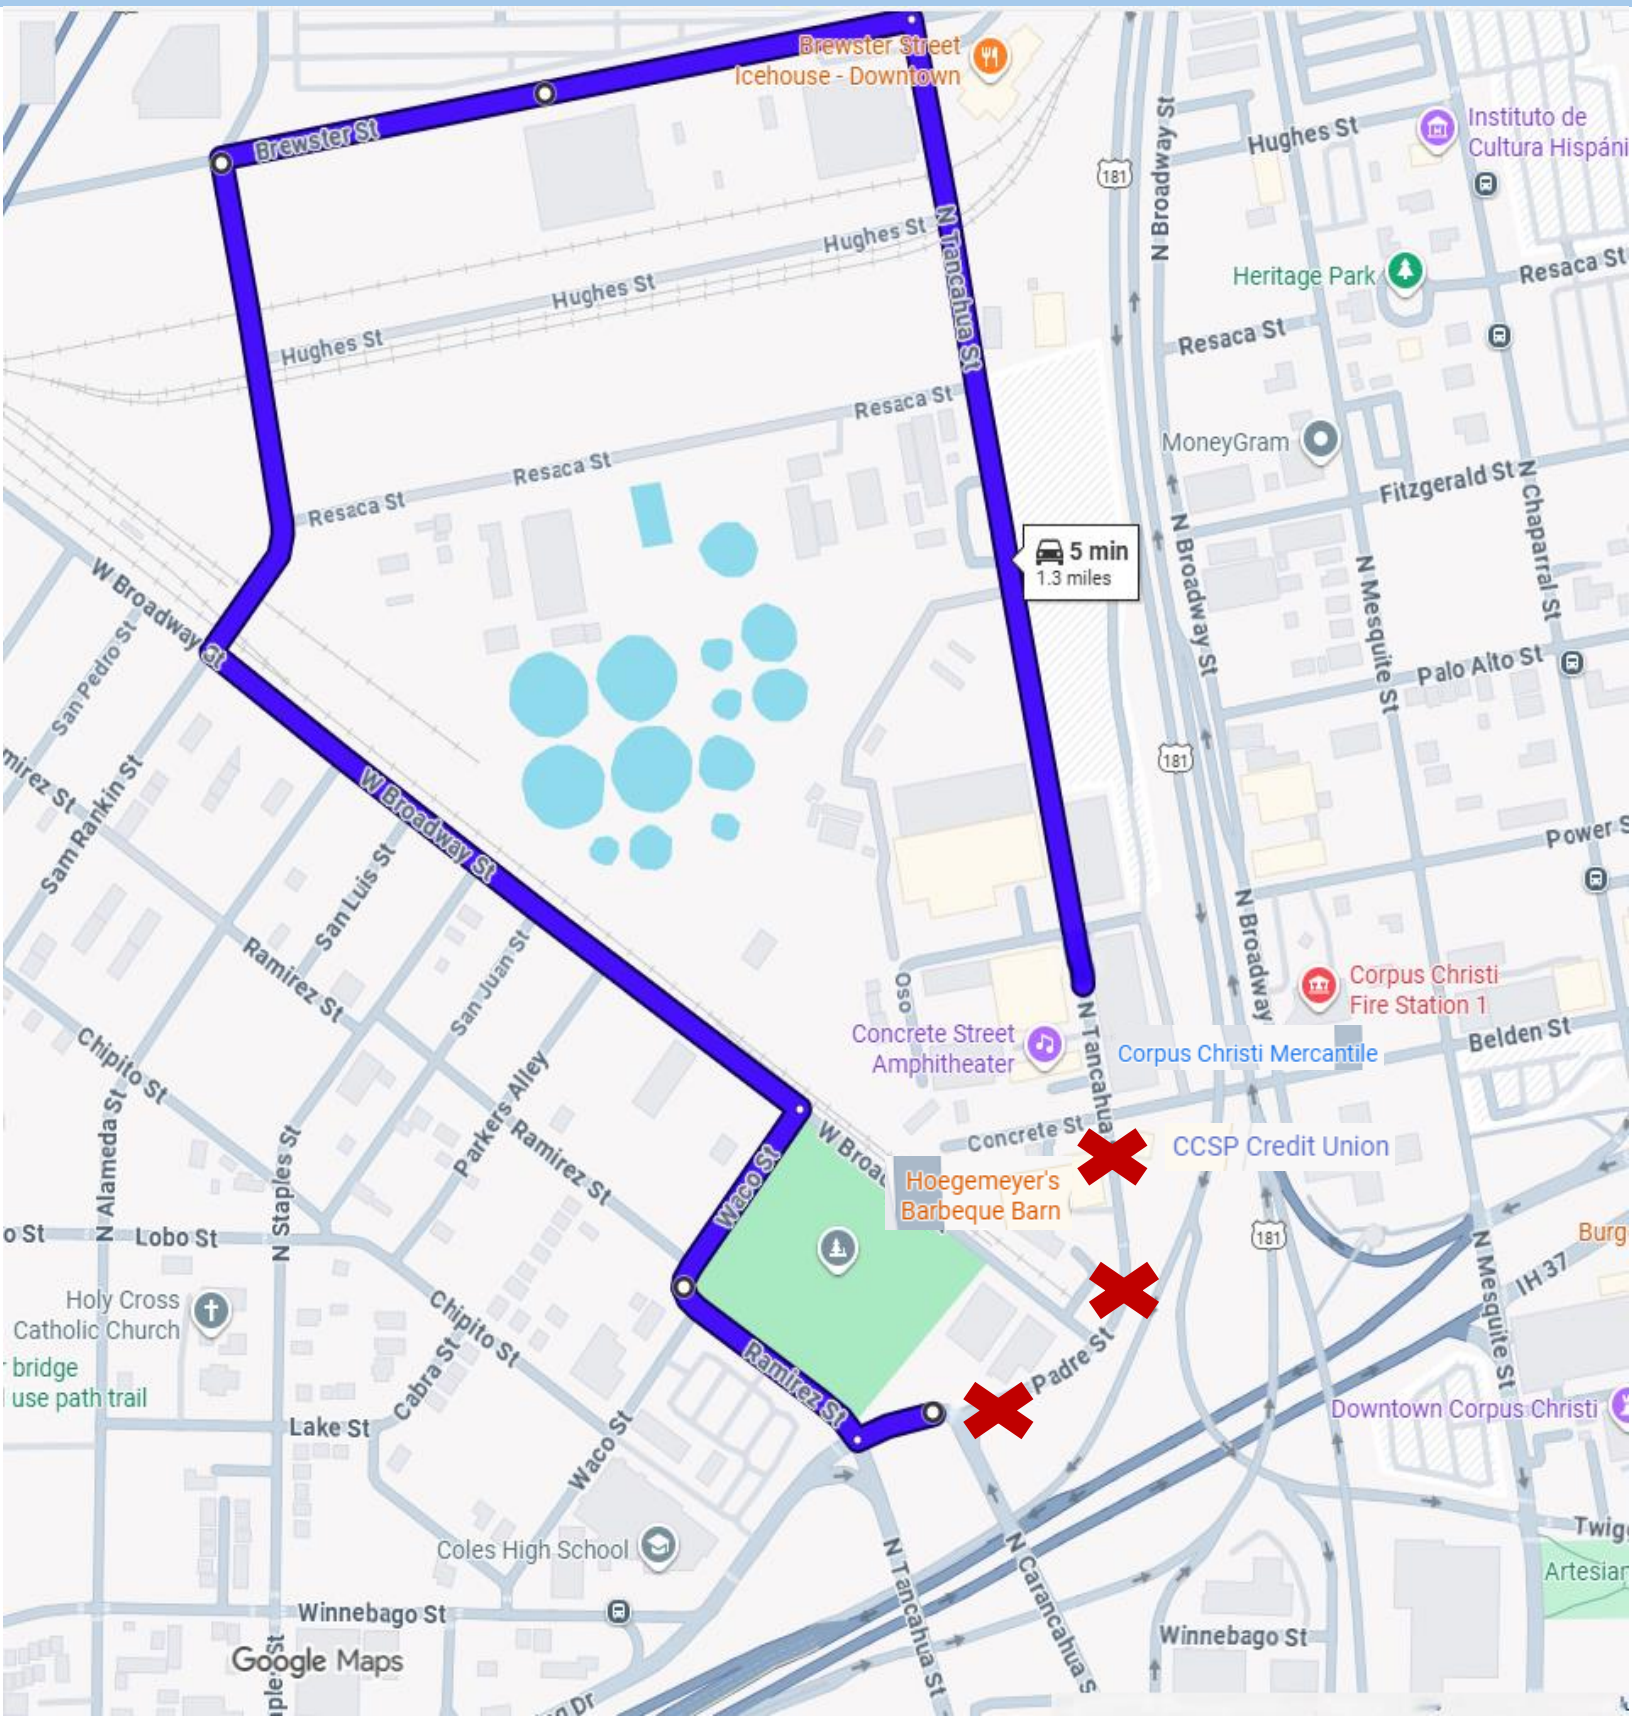 Brewster Street
Icehouse - Downtown
Brewster St
N Broadway St
Hughes St
Instituto de
Cultura Hispáni
181
N Trancahua St
Hughes St
Hughes St
Hughes St
Heritage Park
Resaca St
Resaca St
Resaca St
Resaca St
Resaca St
MoneyGram
Fitzgerald St
N Chaparral St
N Broadway St
5 min
1.3 miles
N Mesquite St
W Broadway St
San Pedro St
Palo Alto St
181
mirez St
Sam Rankin St
W Broadway St
San Luis St
Power S
N Broadway
Ramirez St
San Juan St
Oso
Corpus Christi
Fire Station 1
Concrete Street
Amphitheater
N Tancahua
Corpus Christi Mercantile
Belden St
Chipito St
N Alameda St
Parkers Alley
Ramirez St
N Staples St
W Broad
Concrete St
CCSP Credit Union
Waco St
Hoegemeyer's
Barbeque Barn
o St
Lobo St
181
Burg
IH 37
N Mesquite St
Holy Cross
Catholic Church
Chipito St
Cabra St
Ramirez St
Padre St
r bridge
l use path trail
Lake St
Waco St
Downtown Corpus Christi
Coles High School
N Tancahua St
N Carancahua S
Twig
Artesian
Winnebago St
Winnebago St
Google Maps
ple St
ng Dr